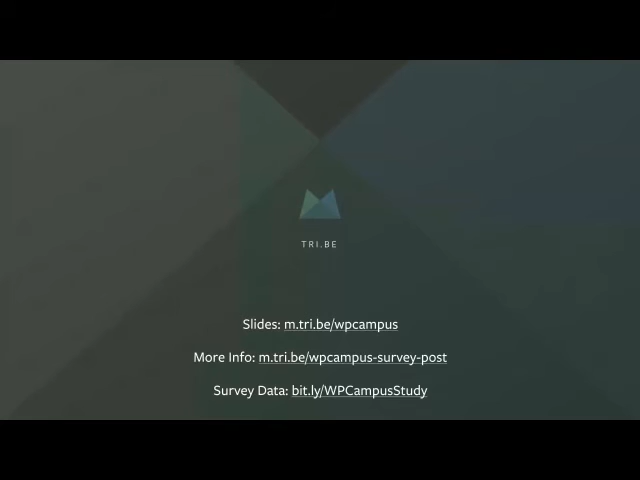 TRI.BE
Slides: m.tri.be/wpcampus
More Info: m.tri.be/wpcampus-survey-post
Survey Data: bit.ly/WPCampusStudy